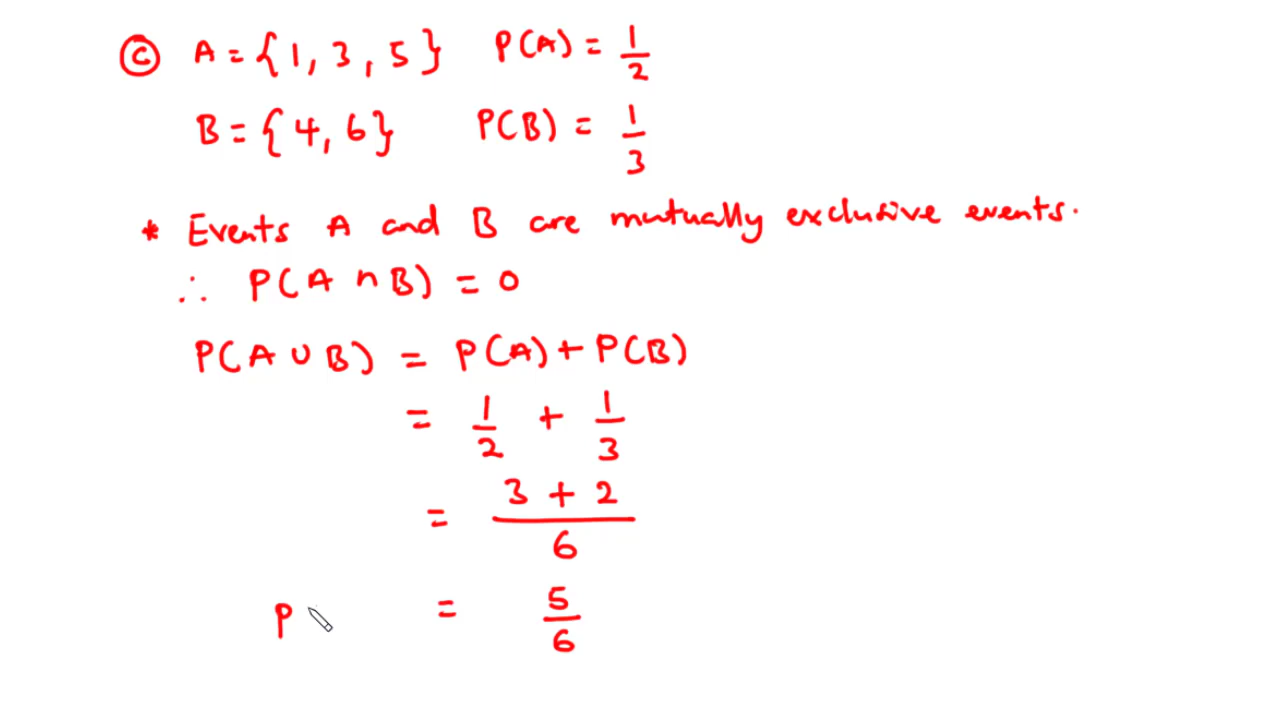 ⓒ A = {1, 3, 5} P(A) = 1/2
B = {4, 6} P(B) = 1/3
* Events A and B are mutually exclusive events.
∴ P(A ∩ B) = 0
P(A ∪ B) = P(A) + P(B)
= 1/2 + 1/3
= (3 + 2)/6
P = 5/6